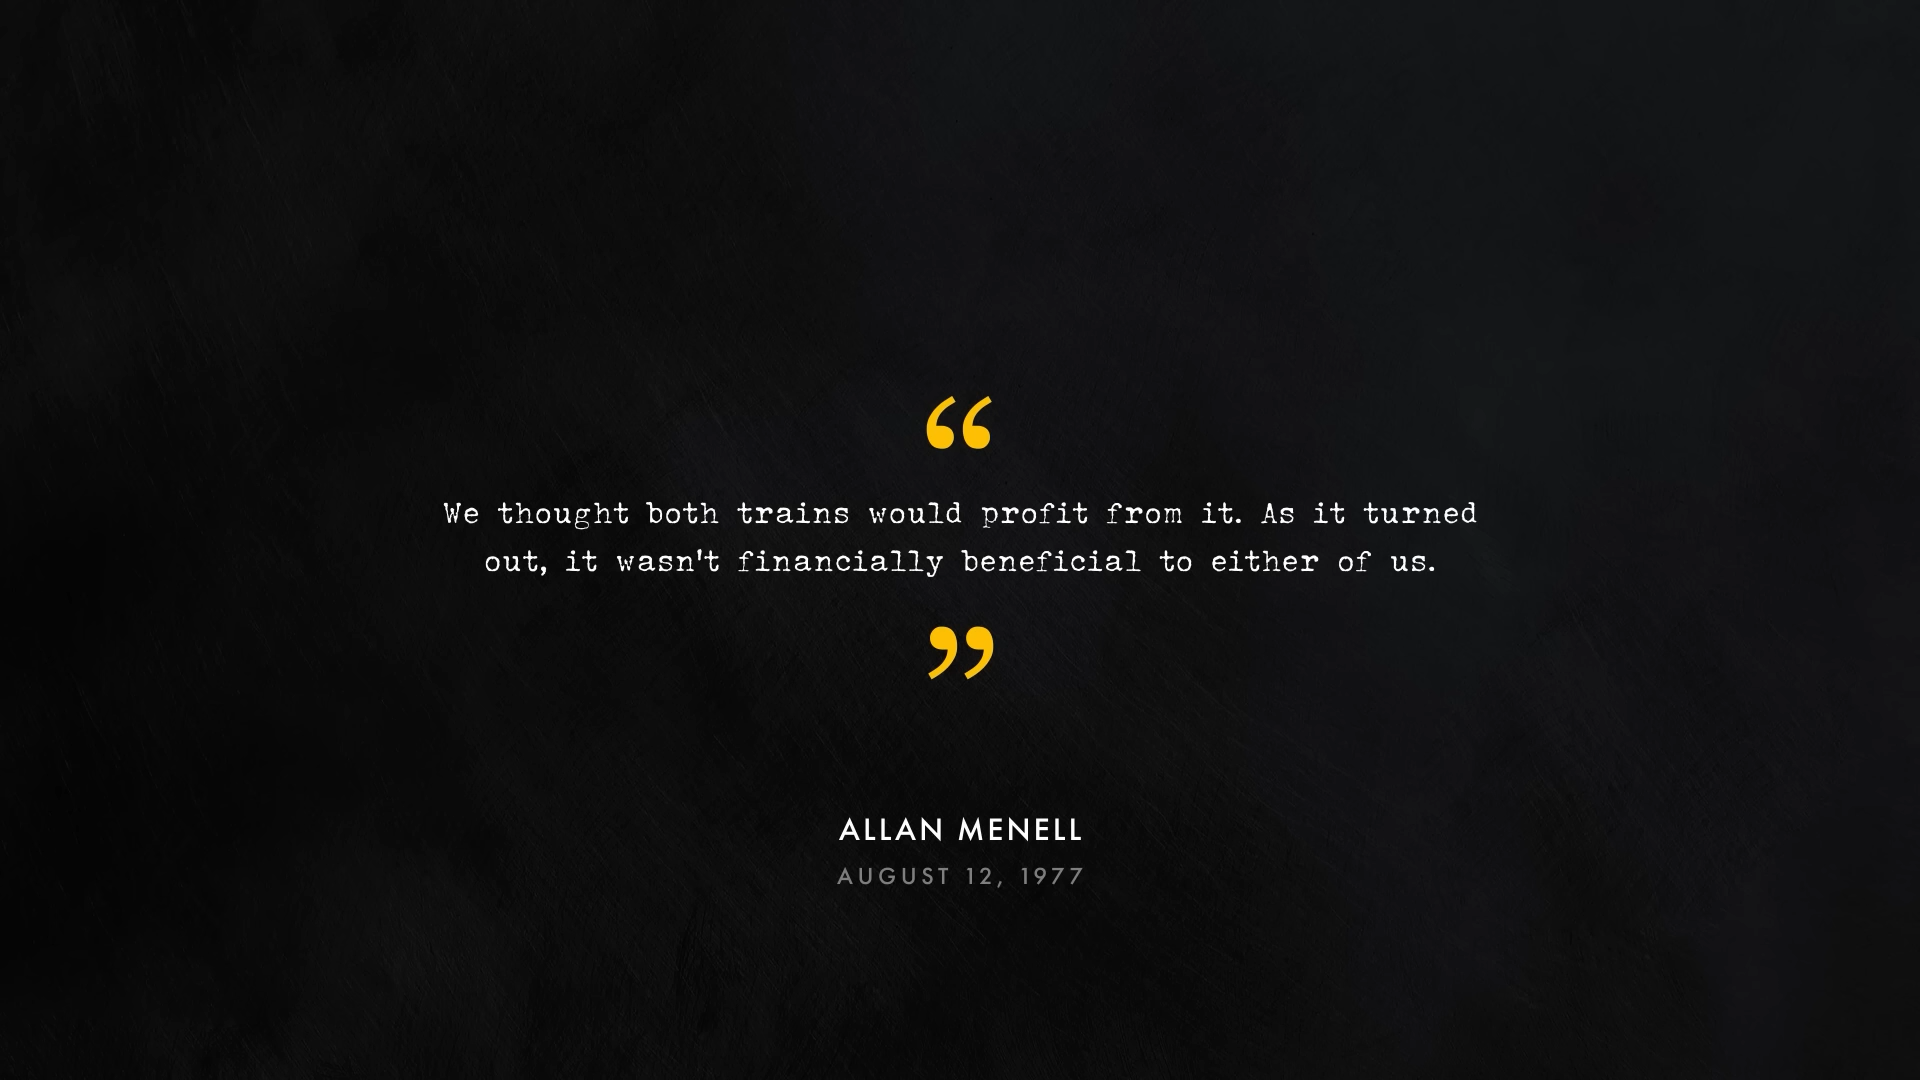 “
We thought both trains would profit from it. As it turned
out, it wasn't financially beneficial to either of us.
”
ALLAN MENELL
AUGUST 12, 1977